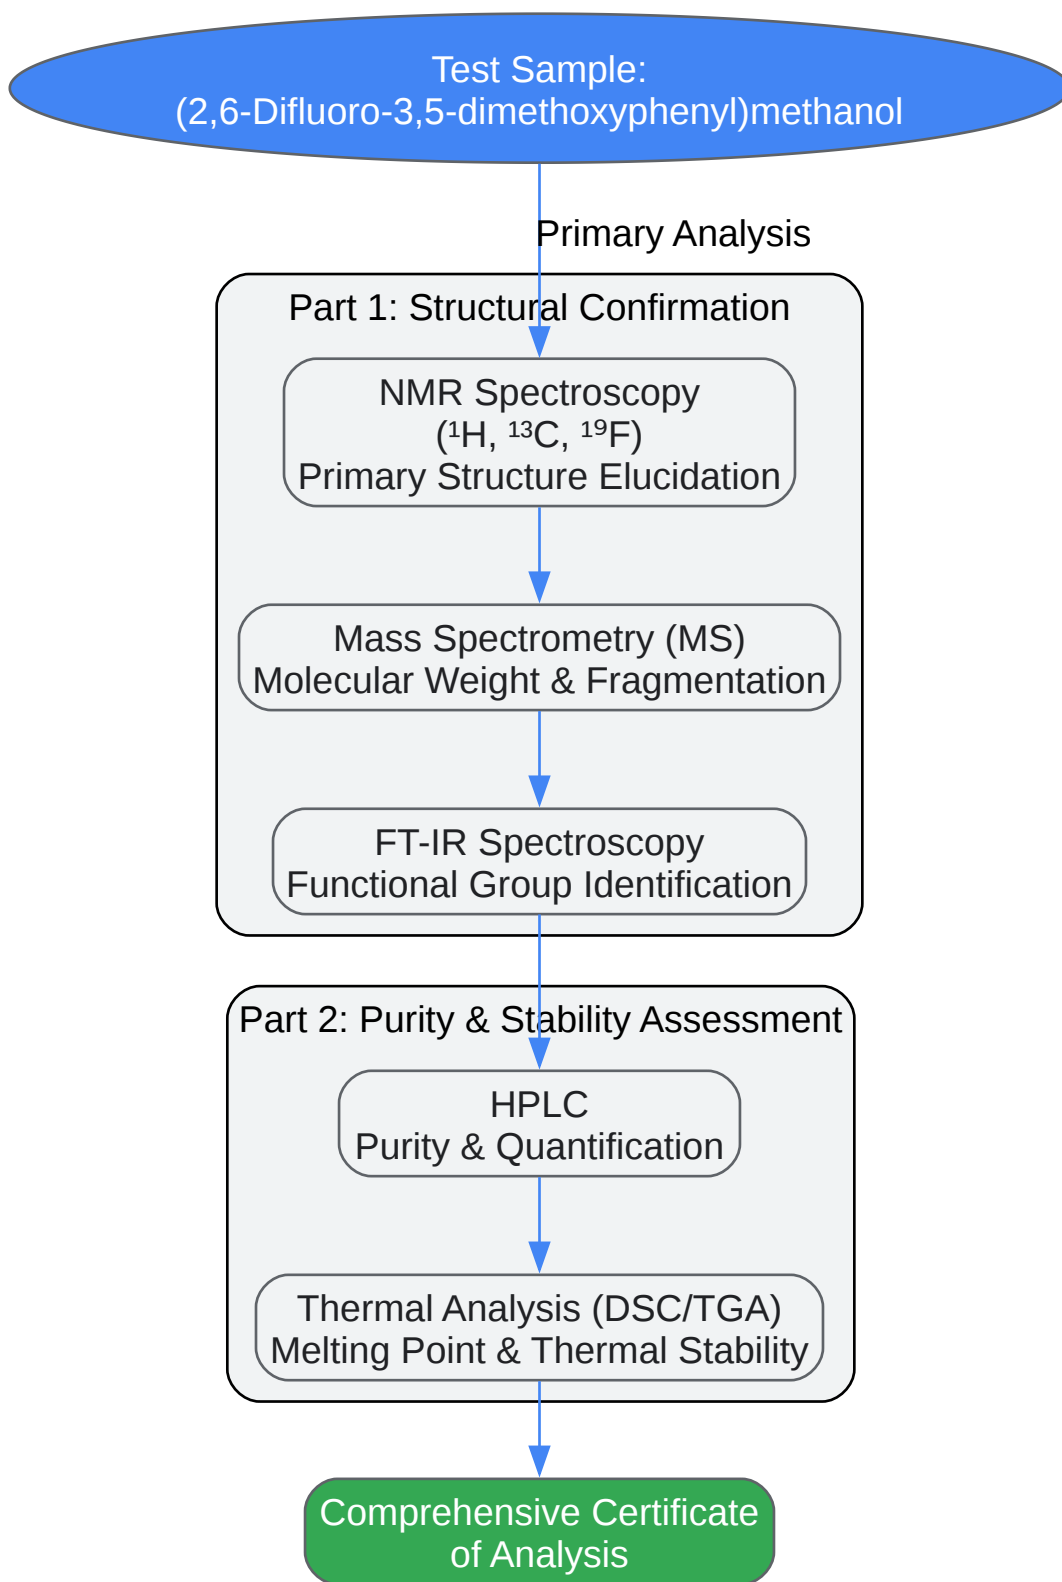 Test Sample:
(2,6-Difluoro-3,5-dimethoxyphenyl)methanol
Primary Analysis
Part 1: Structural Confirmation
NMR Spectroscopy
(¹H, ¹³C, ¹⁹F)
Primary Structure Elucidation
Mass Spectrometry (MS)
Molecular Weight & Fragmentation
FT-IR Spectroscopy
Functional Group Identification
Part 2: Purity & Stability Assessment
HPLC
Purity & Quantification
Thermal Analysis (DSC/TGA)
Melting Point & Thermal Stability
Comprehensive Certificate
of Analysis